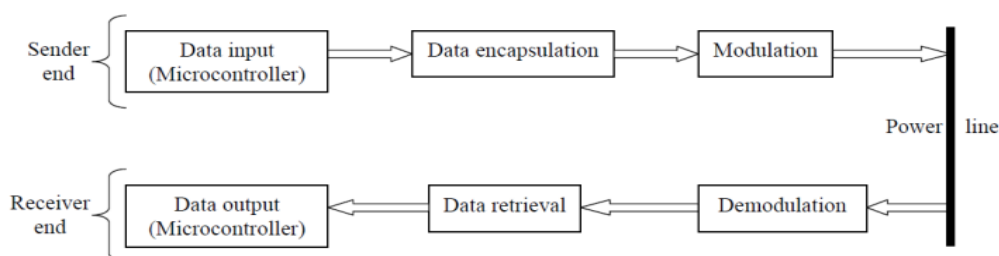 Sender
end
Data input
(Microcontroller)
Data encapsulation
Modulation
Power line
Receiver
end
Data output
(Microcontroller)
Data retrieval
Demodulation